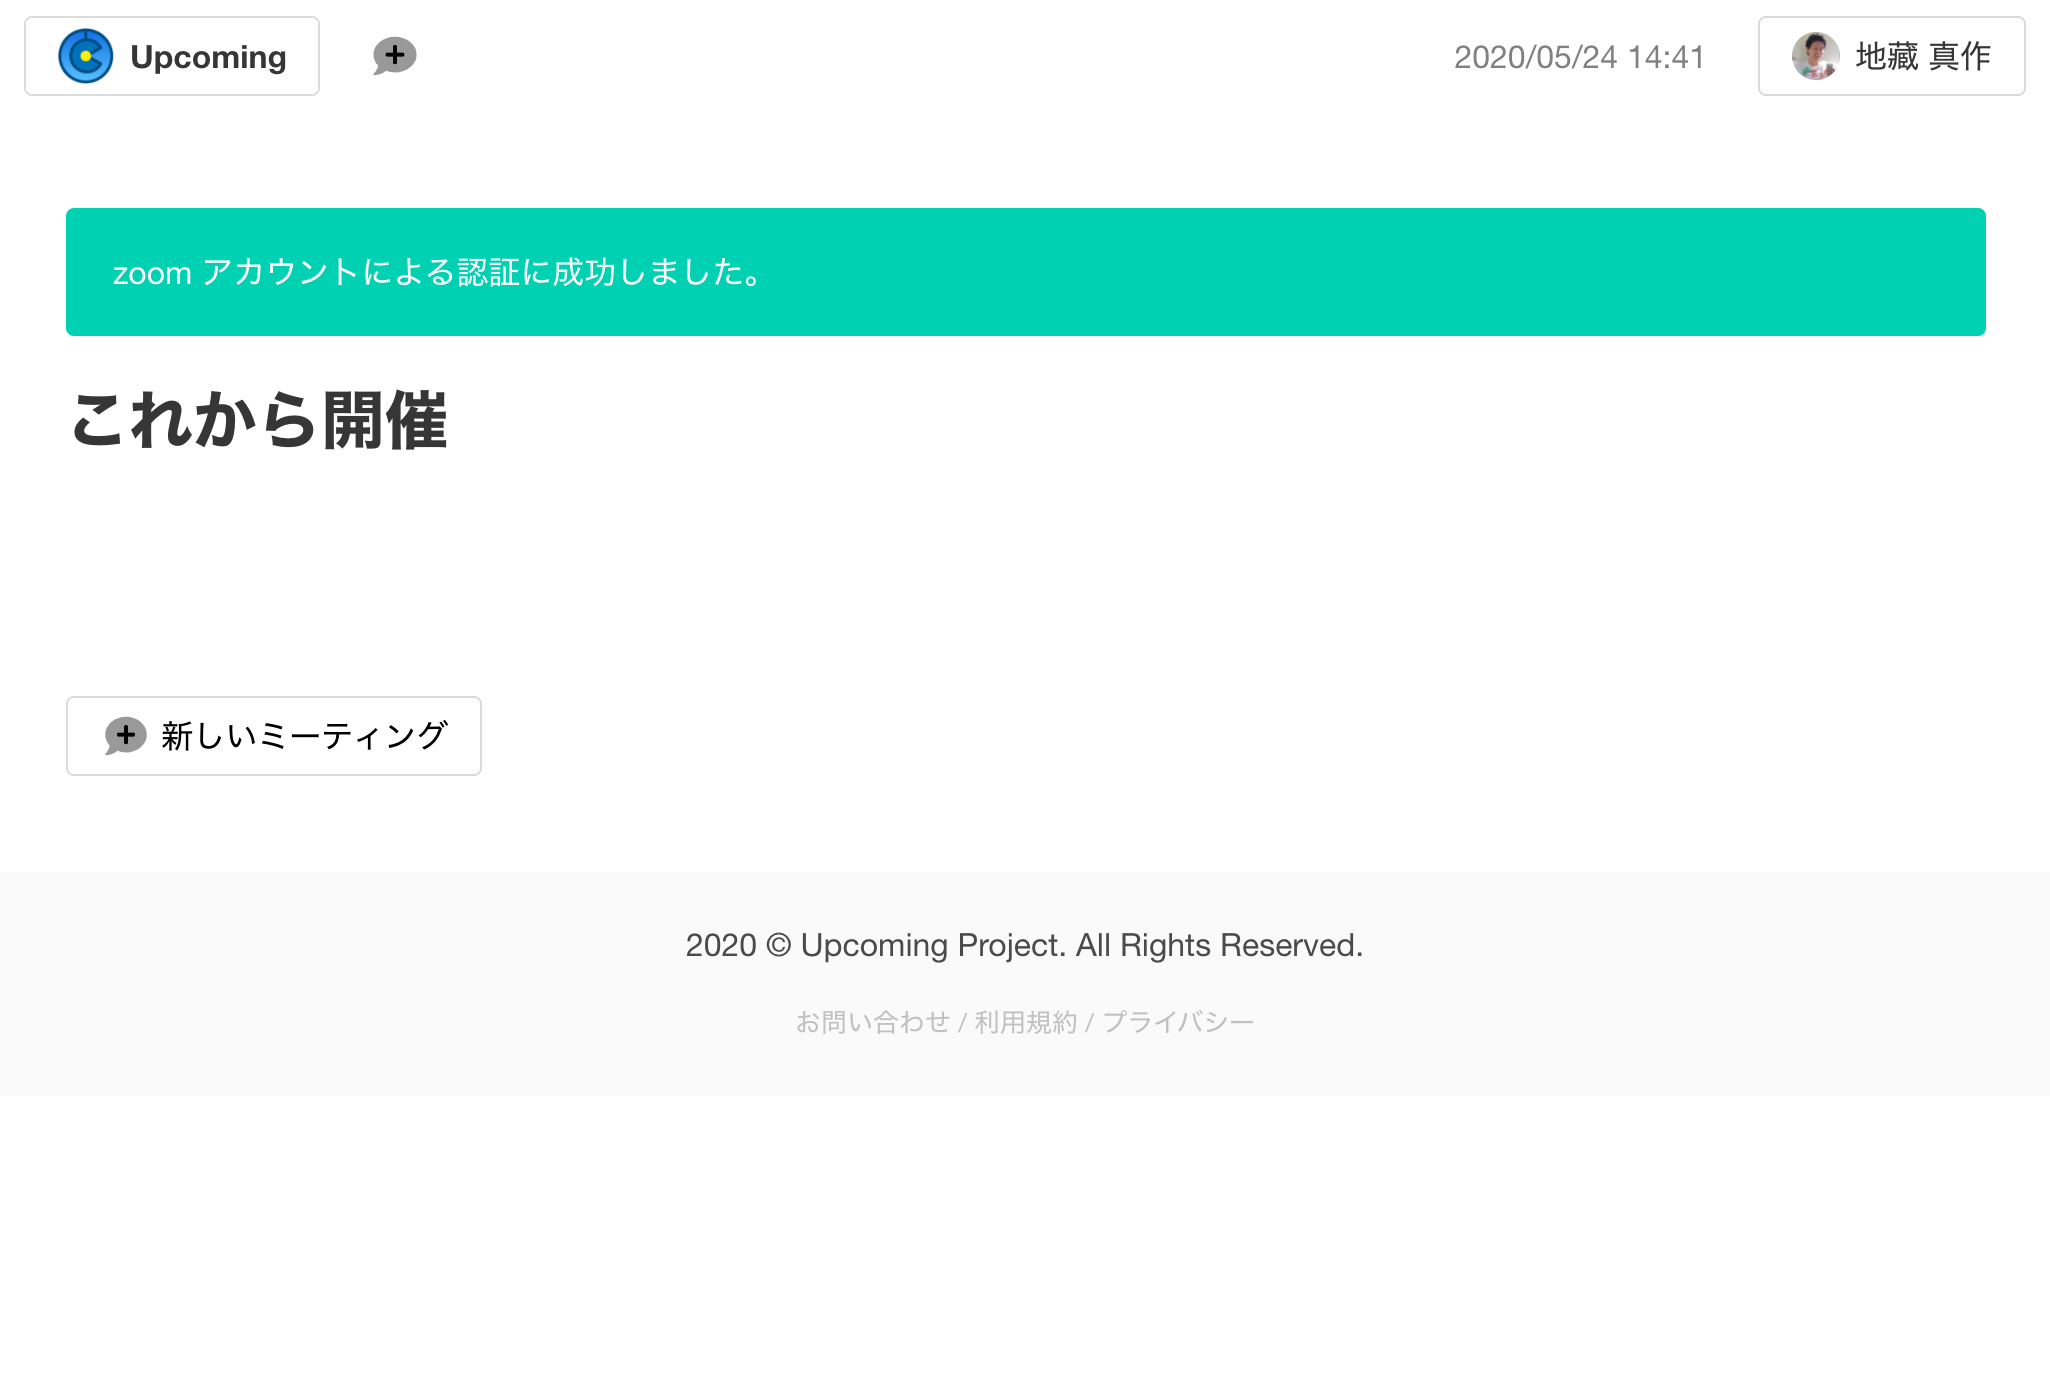 Upcoming
2020/05/24 14:41
地藏 真作
zoom アカウントによる認証に成功しました。
これから開催
新しいミーティング
2020 © Upcoming Project. All Rights Reserved.
お問い合わせ / 利用規約 / プライバシー